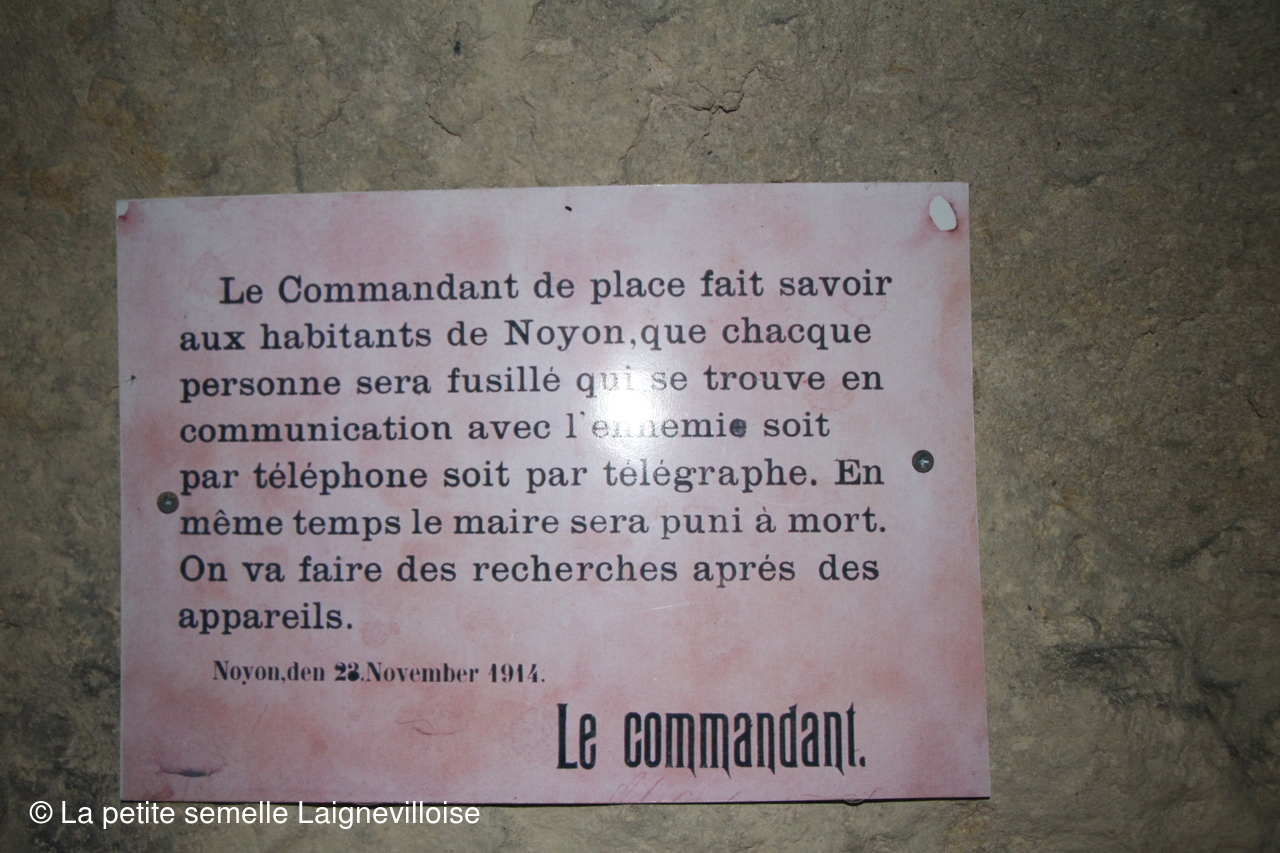 Le Commandant de place fait savoir
aux habitants de Noyon,que chacque
personne sera fusillé qui se trouve en
communication avec l'ennemie soit
par téléphone soit par télégraphe. En
même temps le maire sera puni à mort.
On va faire des recherches aprés des
appareils.
Noyon,den 23.November 1914.
Le commandant.
© La petite semelle Laignevilloise